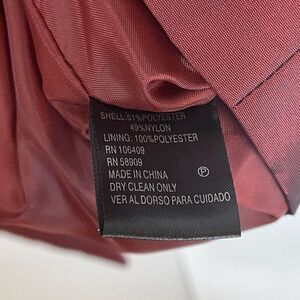 SHELL: 51%POLYESTER
49%NYLON
LINING: 100%POLYESTER
RN 106409
RN 58909
MADE IN CHINA
DRY CLEAN ONLY
P
VER AL DORSO PARA CUIDADO